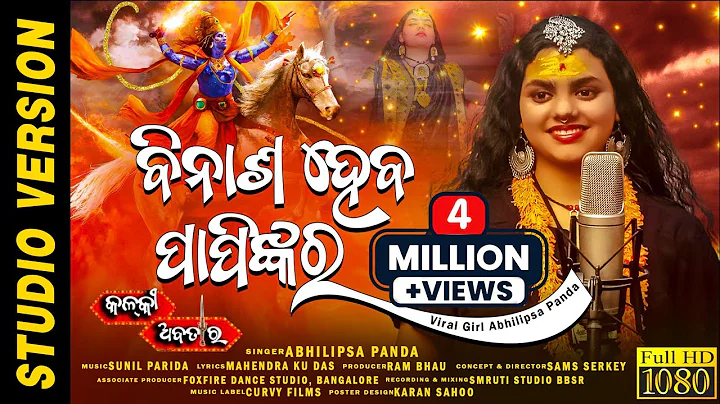 STUDIO VERSION
ବିନାଶ ହେବ
ପାପିଙ୍କର
4
MILLION
+VIEWS
Viral Girl Abhilipsa Panda
କଳକୀ
ଅବତାର
SINGER ABHILIPSA PANDA
MUSIC SUNIL PARIDA LYRICS MAHENDRA KU DAS PRODUCER RAM BHAU CONCEPT & DIRECTOR SAMS SERKEY
ASSOCIATE PRODUCER FOXFIRE DANCE STUDIO, BANGALORE RECORDING & MIXING SMRUTI STUDIO BBSR
MUSIC LABEL CURVY FILMS POSTER DESIGN KARAN SAHOO
Full HD
1080